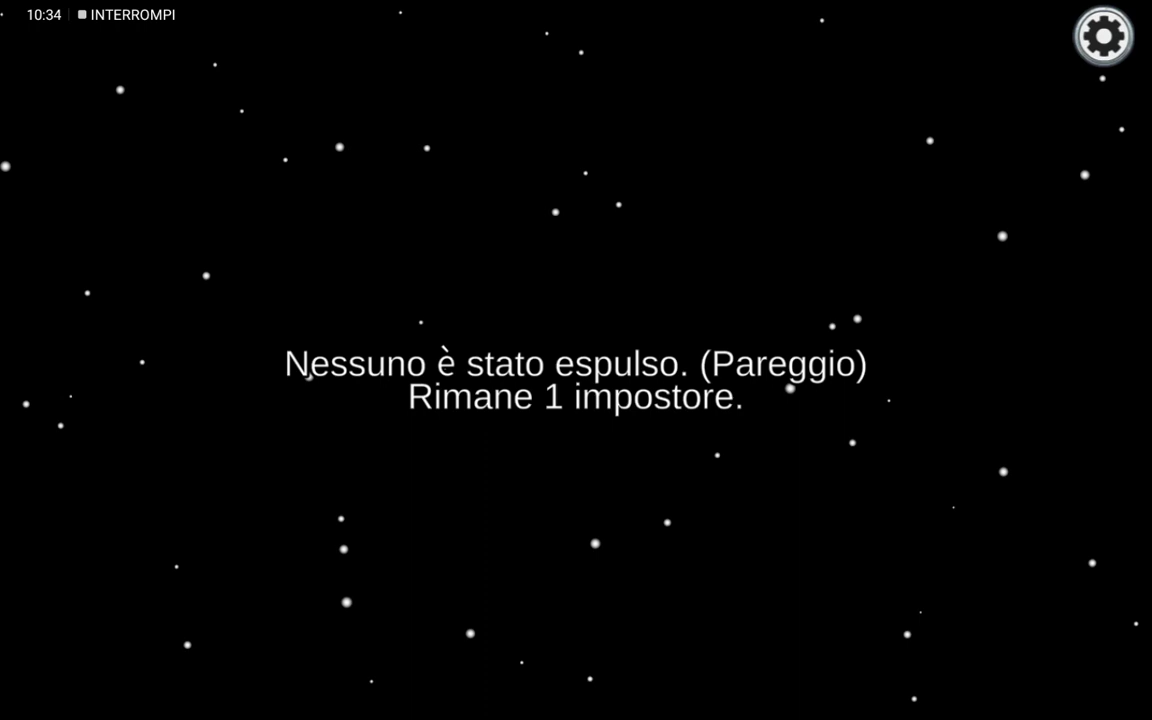 10:34 INTERROMPI
Nessuno è stato espulso. (Pareggio)
Rimane 1 impostore.